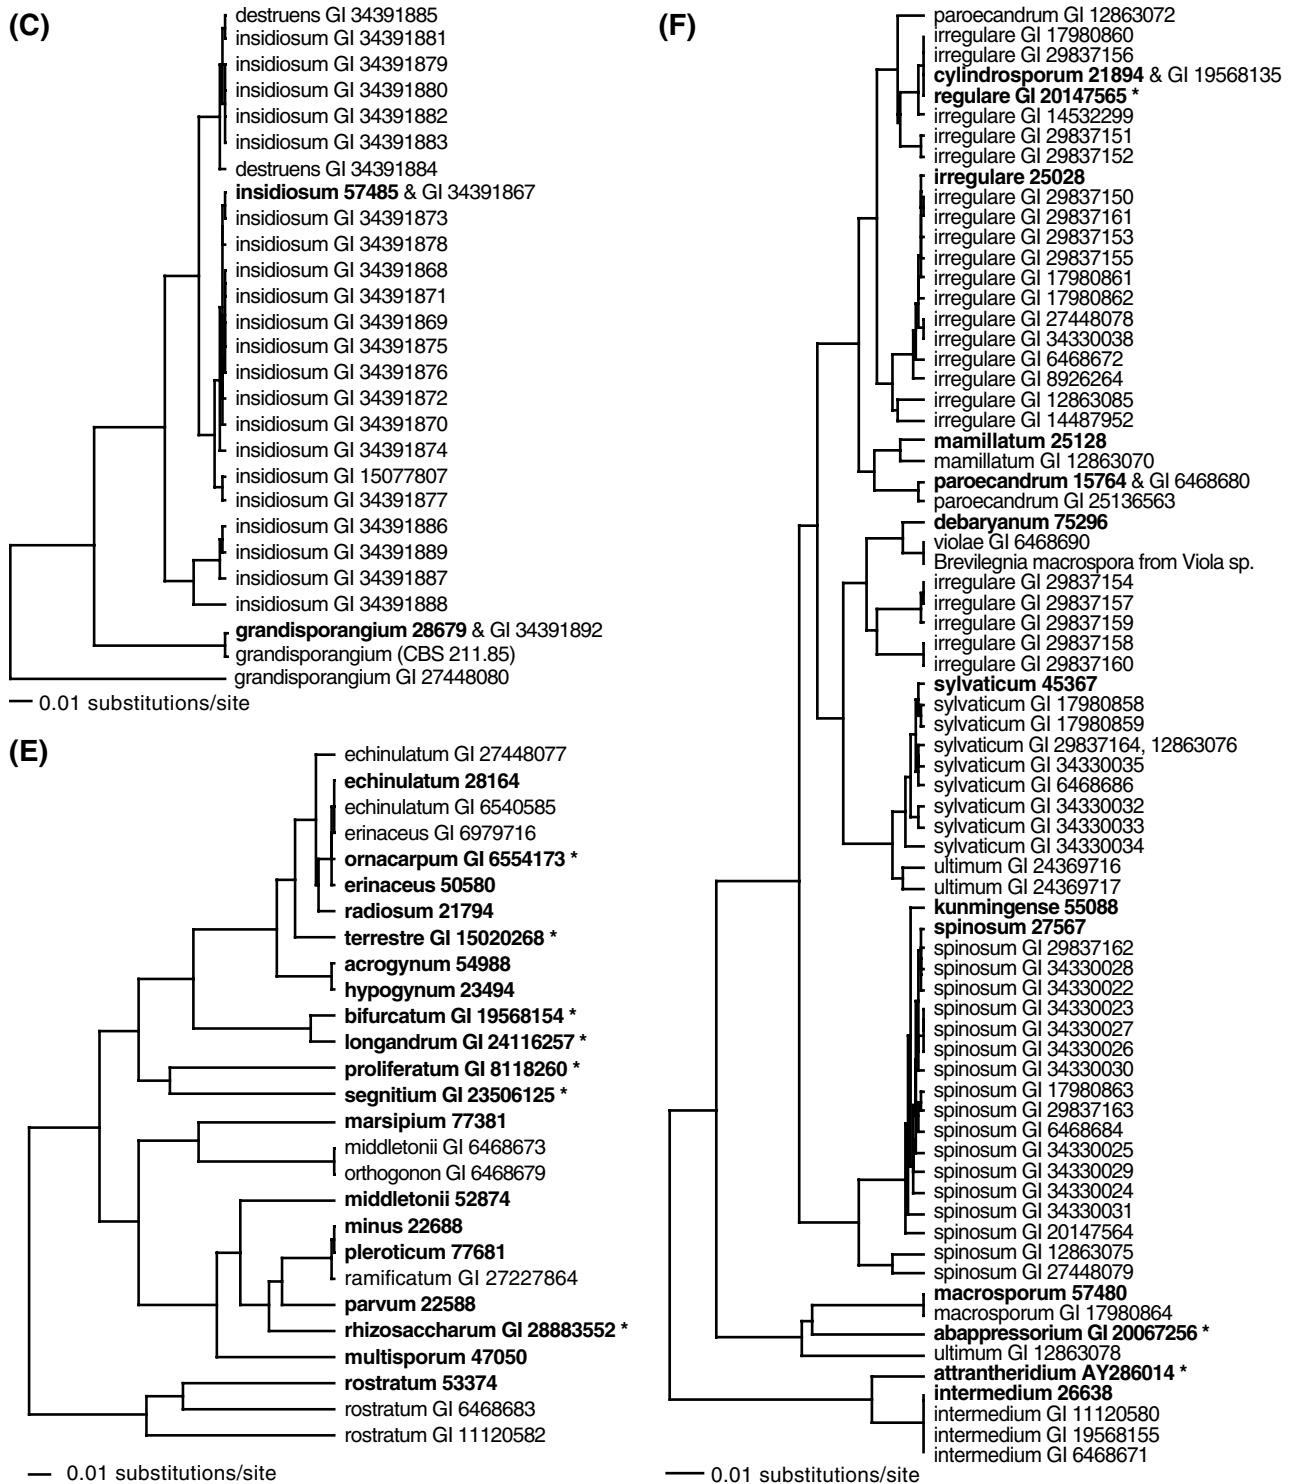 (C)
destruens GI 34391885
insidiosum GI 34391881
insidiosum GI 34391879
insidiosum GI 34391880
insidiosum GI 34391882
insidiosum GI 34391883
destruens GI 34391884
insidiosum 57485 & GI 34391867
insidiosum GI 34391873
insidiosum GI 34391878
insidiosum GI 34391868
insidiosum GI 34391871
insidiosum GI 34391869
insidiosum GI 34391875
insidiosum GI 34391876
insidiosum GI 34391872
insidiosum GI 34391870
insidiosum GI 34391874
insidiosum GI 15077807
insidiosum GI 34391877
insidiosum GI 34391886
insidiosum GI 34391889
insidiosum GI 34391887
insidiosum GI 34391888
grandisporangium 28679 & GI 34391892
grandisporangium (CBS 211.85)
grandisporangium GI 27448080
0.01 substitutions/site
(E)
echinulatum GI 27448077
echinulatum 28164
echinulatum GI 6540585
erinaceus GI 6979716
ornacarpum GI 6554173 *
erinaceus 50580
radiosum 21794
terrestre GI 15020268 *
acrogynum 54988
hypogynum 23494
bifurcatum GI 19568154 *
longandrum GI 24116257 *
proliferatum GI 8118260 *
segnitium GI 23506125 *
marsipium 77381
middletonii GI 6468673
orthogonon GI 6468679
middletonii 52874
minus 22688
pleroticum 77681
ramificatum GI 27227864
parvum 22588
rhizosaccharum GI 28883552 *
multisporum 47050
rostratum 53374
rostratum GI 6468683
rostratum GI 11120582
0.01 substitutions/site
(F)
paroecandrum GI 12863072
irregulare GI 17980860
irregulare GI 29837156
cylindrosporum 21894 & GI 19568135
regulare GI 20147565 *
irregulare GI 14532299
irregulare GI 29837151
irregulare GI 29837152
irregulare 25028
irregulare GI 29837150
irregulare GI 29837161
irregulare GI 29837153
irregulare GI 29837155
irregulare GI 17980861
irregulare GI 17980862
irregulare GI 27448078
irregulare GI 34330038
irregulare GI 6468672
irregulare GI 8926264
irregulare GI 12863085
irregulare GI 14487952
mamillatum 25128
mamillatum GI 12863070
paroecandrum 15764 & GI 6468680
paroecandrum GI 25136563
debaryanum 75296
violae GI 6468690
Brevilegnia macrospora from Viola sp.
irregulare GI 29837154
irregulare GI 29837157
irregulare GI 29837159
irregulare GI 29837158
irregulare GI 29837160
sylvaticum 45367
sylvaticum GI 17980858
sylvaticum GI 17980859
sylvaticum GI 29837164, 12863076
sylvaticum GI 34330035
sylvaticum GI 6468686
sylvaticum GI 34330032
sylvaticum GI 34330033
sylvaticum GI 34330034
ultimum GI 24369716
ultimum GI 24369717
kunmingense 55088
spinosum 27567
spinosum GI 29837162
spinosum GI 34330028
spinosum GI 34330022
spinosum GI 34330023
spinosum GI 34330027
spinosum GI 34330026
spinosum GI 34330030
spinosum GI 17980863
spinosum GI 29837163
spinosum GI 6468684
spinosum GI 34330025
spinosum GI 34330029
spinosum GI 34330024
spinosum GI 34330031
spinosum GI 20147564
spinosum GI 12863075
spinosum GI 27448079
macrosporum 57480
macrosporum GI 17980864
abappressorium GI 20067256 *
ultimum GI 12863078
attrantheridium AY286014 *
intermedium 26638
intermedium GI 11120580
intermedium GI 19568155
intermedium GI 6468671
0.01 substitutions/site